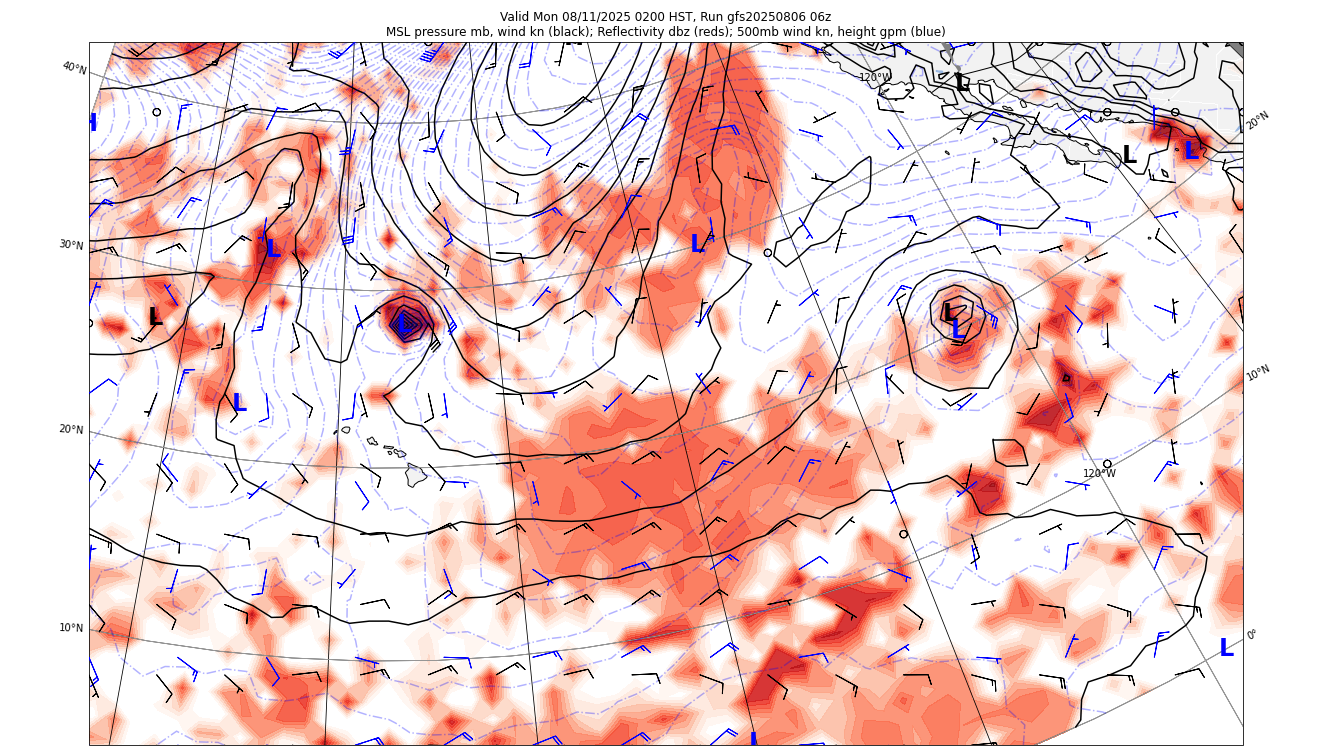 Valid Mon 08/11/2025 0200 HST, Run gfs20250806 06z
MSL pressure mb, wind kn (black); Reflectivity dbz (reds); 500mb wind kn, height gpm (blue)
40°N
120°W
L
20°N
H
L
L
30°N
L
L
L
L
L
L
L
10°N
L
20°N
120°W
10°N
0°
L
L